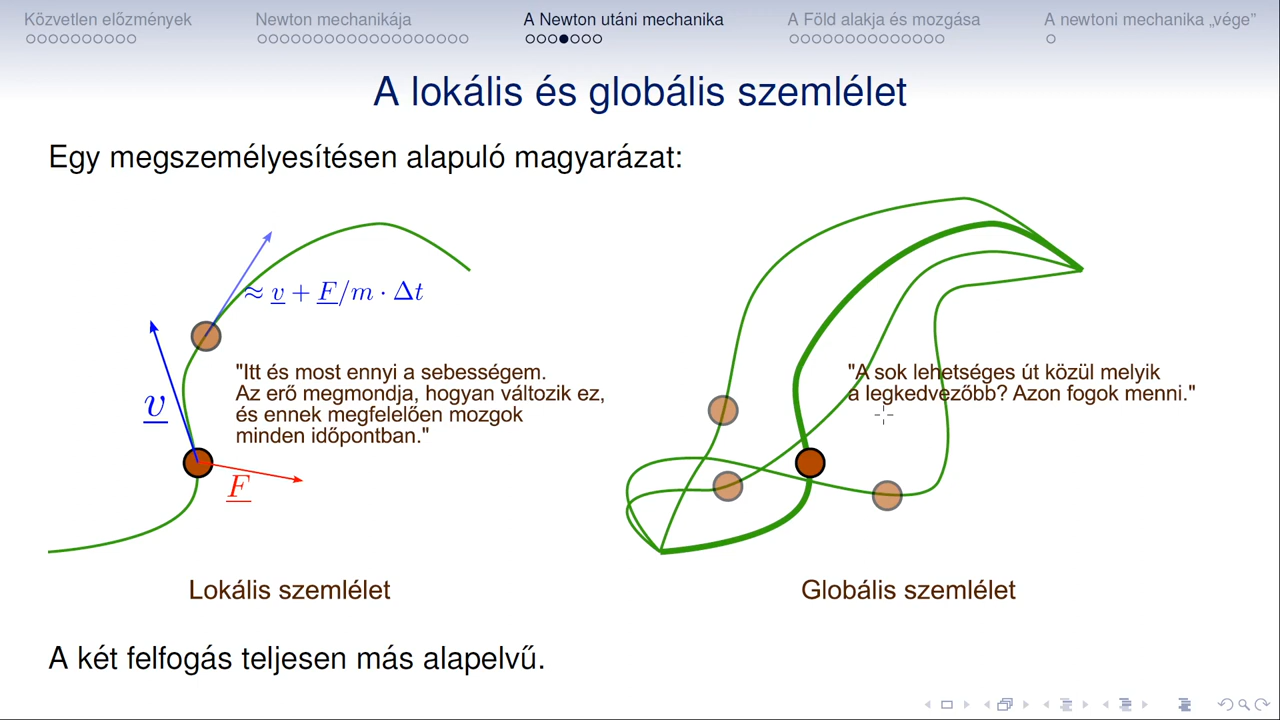 Közvetlen előzmények
Newton mechanikája
A Newton utáni mechanika
A Föld alakja és mozgása
A newtoni mechanika „vége”
A lokális és globális szemlélet
Egy megszemélyesítésen alapuló magyarázat:
≈ v + F/m · Δt
"Itt és most ennyi a sebességem.
Az erő megmondja, hogyan változik ez,
és ennek megfelelően mozgok
minden időpontban."
v
F
Lokális szemlélet
"A sok lehetséges út közül melyik
a legkedvezőbb? Azon fogok menni."
Globális szemlélet
A két felfogás teljesen más alapelvű.